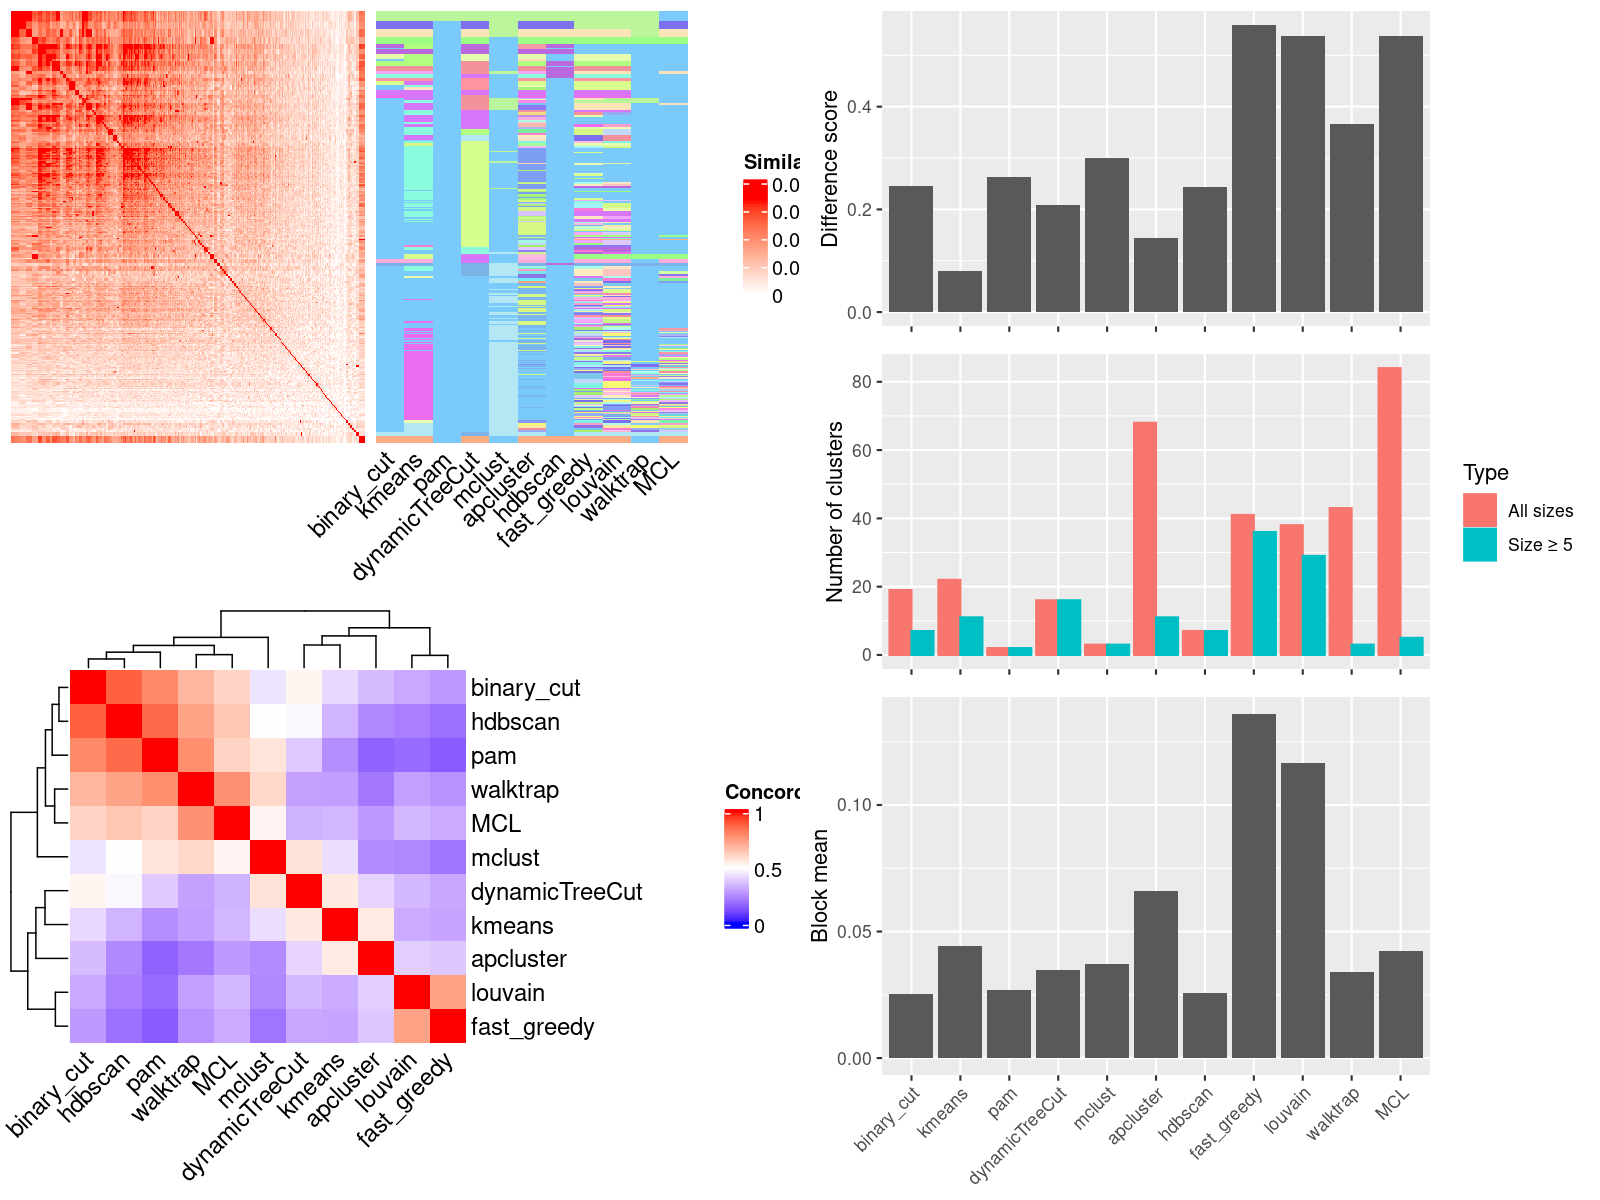 Simila
0.0
0.0
0.0
0.0
0
binary_cut
kmeans
pam
dynamicTreeCut
mclust
apcluster
hdbscan
fast_greedy
louvain
walktrap
MCL
binary_cut
hdbscan
pam
walktrap
MCL
mclust
dynamicTreeCut
kmeans
apcluster
louvain
fast_greedy
binary_cut
hdbscan
pam
walktrap
MCL
mclust
dynamicTreeCut
kmeans
apcluster
louvain
fast_greedy
Concord
1
0.5
0
Difference score
0.4
0.2
0.0
Number of clusters
80
60
40
20
0
Type
All sizes
Size ≥ 5
Block mean
0.10
0.05
0.00
binary_cut
kmeans
pam
dynamicTreeCut
mclust
apcluster
hdbscan
fast_greedy
louvain
walktrap
MCL